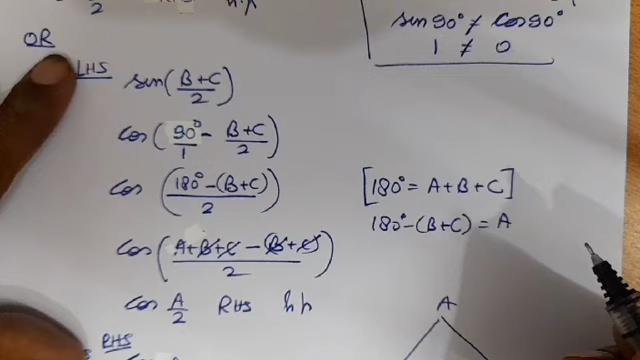 2
h.p
sin 90° ≠ cos 90°
1 ≠ 0
OR
LHS
sin((B+C)/2)
cos(90°/1 - (B+C)/2)
cos((180°-(B+C))/2)
[180° = A+B+C]
180°-(B+C) = A
cos((A+B+C-(B+C))/2)
cos A/2 RHS h.p
A
RHS